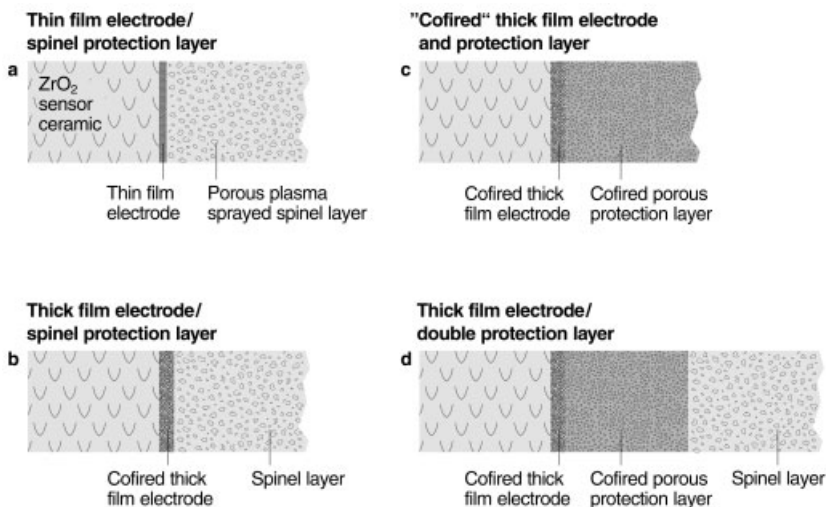 Thin film electrode/
spinel protection layer
a
ZrO₂
sensor
ceramic
Thin film
electrode
Porous plasma
sprayed spinel layer
"Cofired“ thick film electrode
and protection layer
c
Cofired thick
film electrode
Cofired porous
protection layer
Thick film electrode/
spinel protection layer
b
Cofired thick
film electrode
Spinel layer
Thick film electrode/
double protection layer
d
Cofired thick
film electrode
Cofired porous
protection layer
Spinel layer